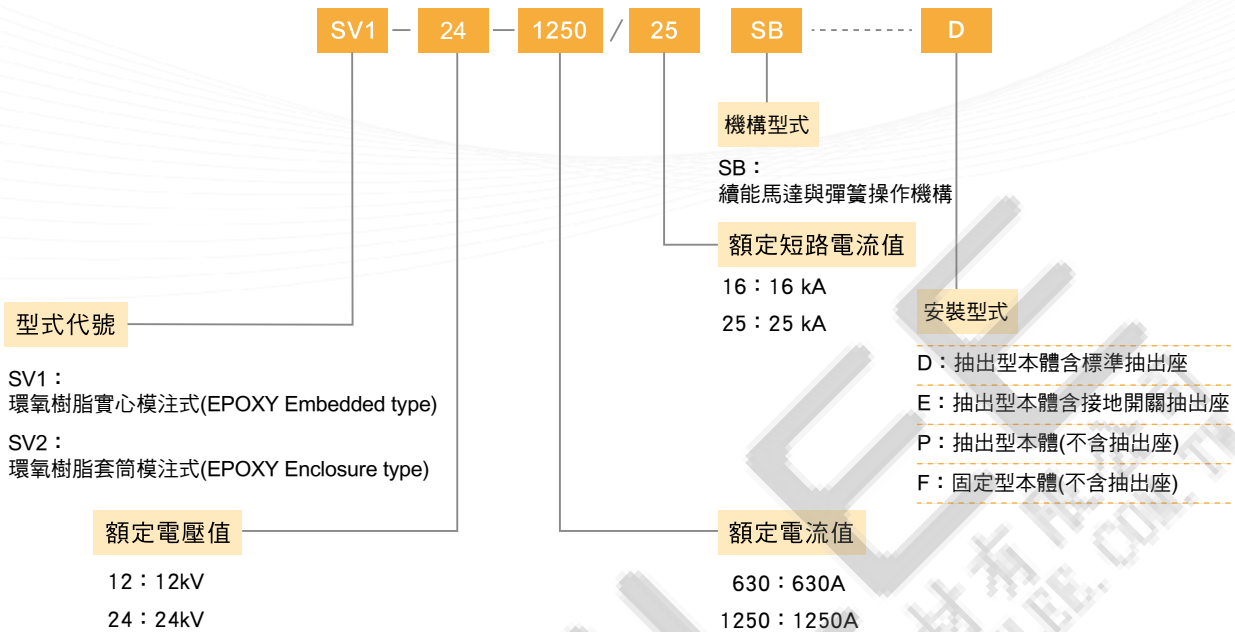 SV1 — 24 — 1250 / 25 SB D
機構型式
SB：
續能馬達與彈簧操作機構
額定短路電流值
16：16 kA
25：25 kA
型式代號
SV1：
環氧樹脂實心模注式(EPOXY Embedded type)
SV2：
環氧樹脂套筒模注式(EPOXY Enclosure type)
安裝型式
D：抽出型本體含標準抽出座
E：抽出型本體含接地開關抽出座
P：抽出型本體(不含抽出座)
F：固定型本體(不含抽出座)
額定電壓值
12：12kV
24：24kV
額定電流值
630：630A
1250：1250A